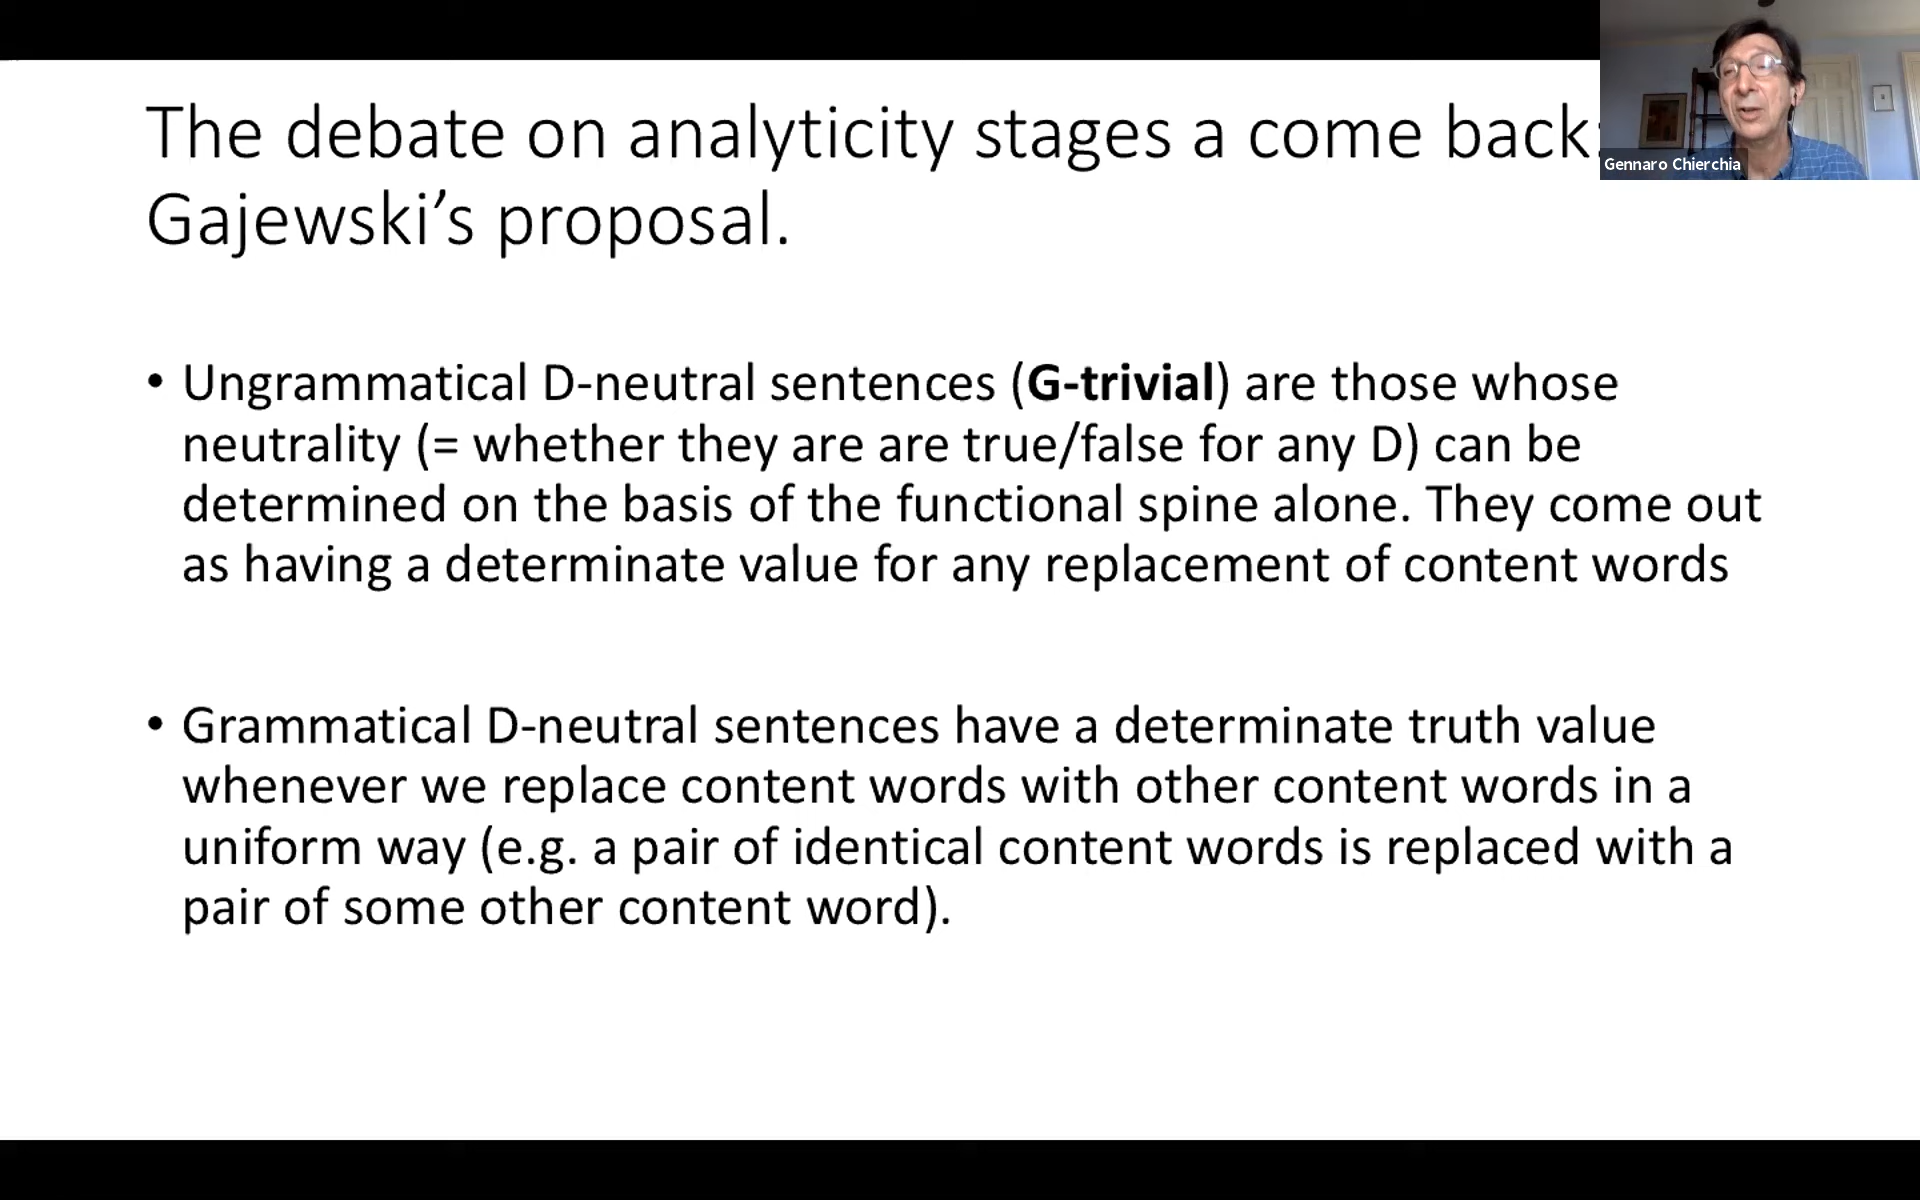 The debate on analyticity stages a come back:
Gajewski’s proposal.
Gennaro Chierchia
• Ungrammatical D-neutral sentences (G-trivial) are those whose
neutrality (= whether they are are true/false for any D) can be
determined on the basis of the functional spine alone. They come out
as having a determinate value for any replacement of content words
• Grammatical D-neutral sentences have a determinate truth value
whenever we replace content words with other content words in a
uniform way (e.g. a pair of identical content words is replaced with a
pair of some other content word).